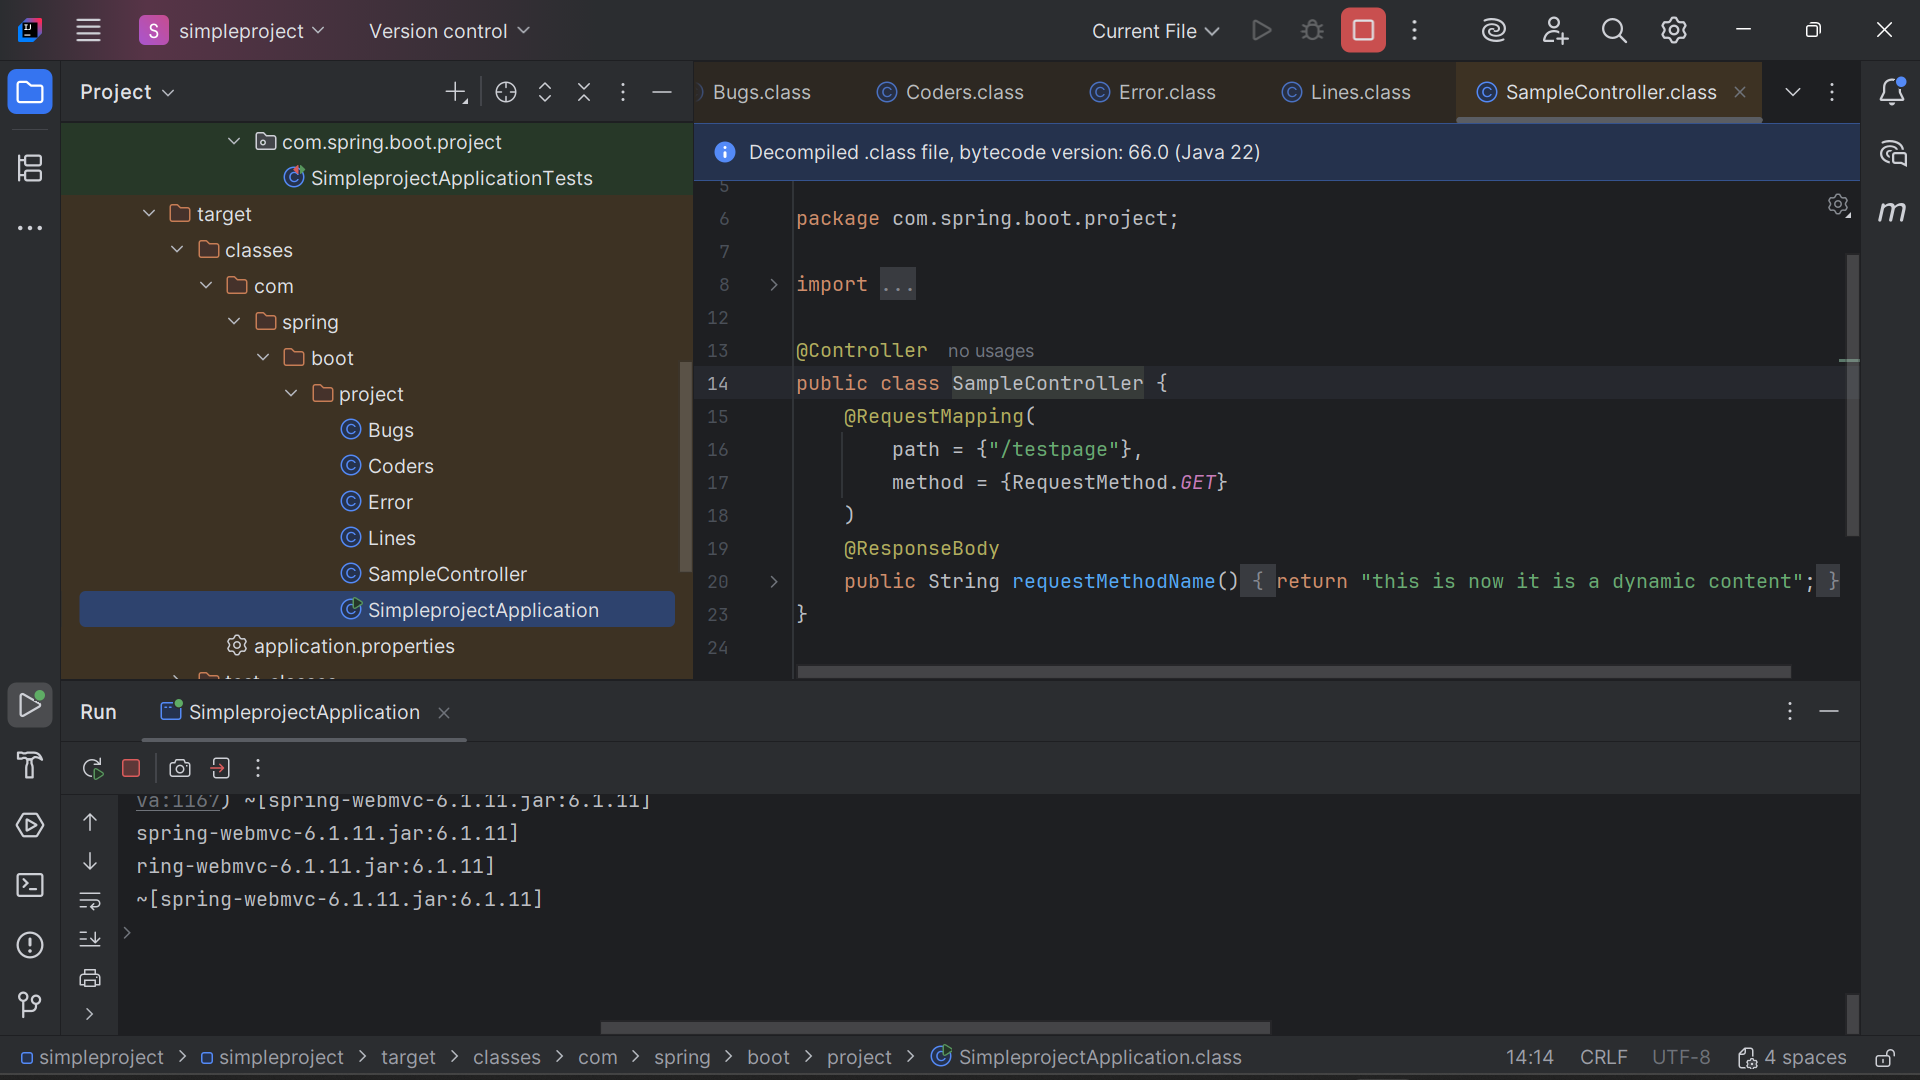 S simpleproject Version control Current File
Project
com.spring.boot.project
SimpleprojectApplicationTests
target
classes
com
spring
boot
project
Bugs
Coders
Error
Lines
SampleController
SimpleprojectApplication
application.properties
Bugs.class Coders.class Error.class Lines.class SampleController.class
Decompiled .class file, bytecode version: 66.0 (Java 22)
5
6 package com.spring.boot.project;
7
8 import ...
12
13 @Controller no usages
14 public class SampleController {
15 @RequestMapping(
16 path = {"/testpage"},
17 method = {RequestMethod.GET}
18 )
19 @ResponseBody
20 public String requestMethodName() { return "this is now it is a dynamic content"; }
23 }
24
m
Run SimpleprojectApplication
va:1167) ~[spring-webmvc-6.1.11.jar:6.1.11]
spring-webmvc-6.1.11.jar:6.1.11]
ring-webmvc-6.1.11.jar:6.1.11]
~[spring-webmvc-6.1.11.jar:6.1.11]
simpleproject > simpleproject > target > classes > com > spring > boot > project > SimpleprojectApplication.class 14:14 CRLF UTF-8 4 spaces